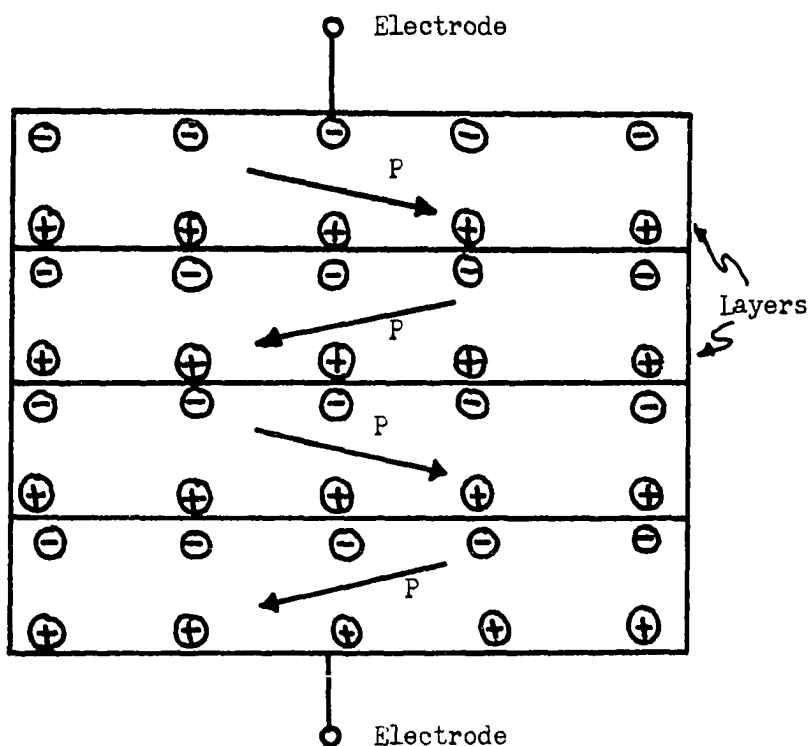 Electrode
⊖ ⊖ ⊖ ⊖ ⊖
P
⊕ ⊕ ⊕ ⊕ ⊕
⊖ ⊖ ⊖ ⊖ ⊖
Layers
P
⊕ ⊕ ⊕ ⊕ ⊕
⊖ ⊖ ⊖ ⊖ ⊖
P
⊕ ⊕ ⊕ ⊕ ⊕
⊖ ⊖ ⊖ ⊖ ⊖
P
⊕ ⊕ ⊕ ⊕ ⊕
Electrode